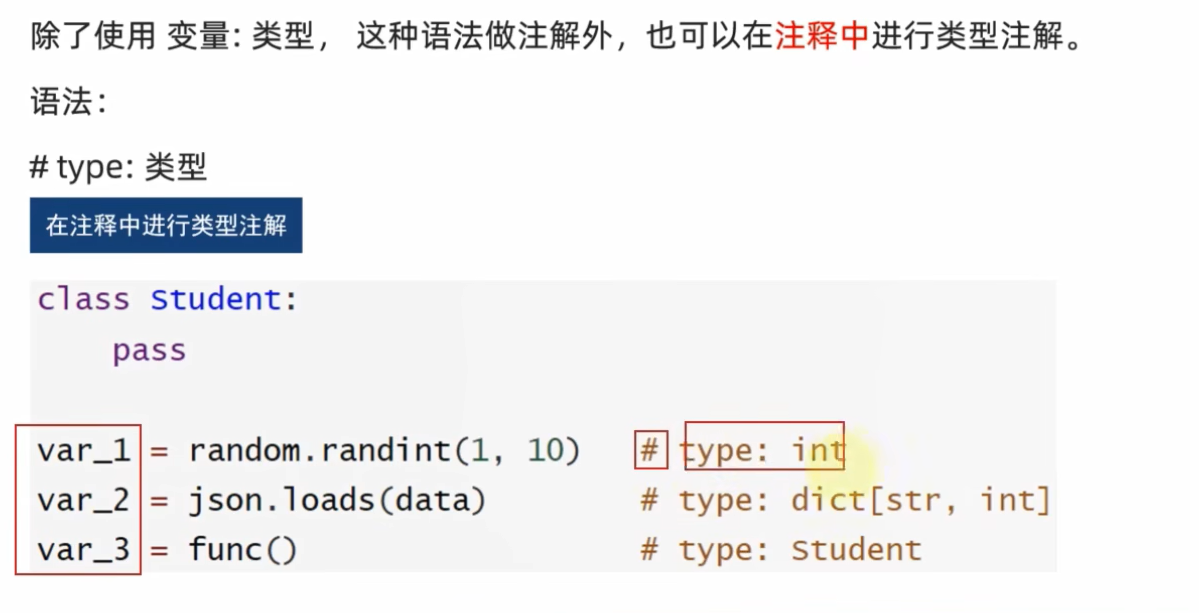 除了使用 变量: 类型， 这种语法做注解外，也可以在注释中进行类型注解。
语法：
# type: 类型
在注释中进行类型注解
class Student:
    pass
var_1 = random.randint(1, 10)   # type: int
var_2 = json.loads(data)        # type: dict[str, int]
var_3 = func()                  # type: Student